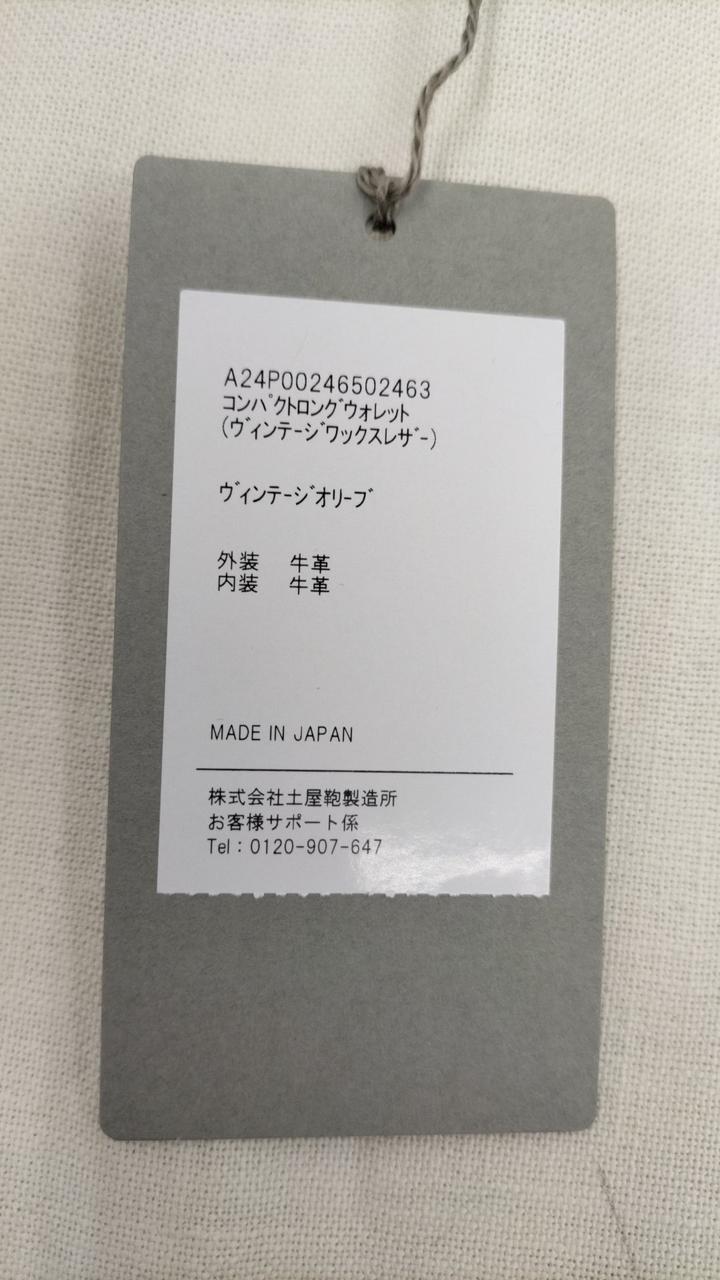 A24P00246502463
ｺﾝﾊﾟｸﾄﾛﾝｸﾞｳｫﾚｯﾄ
(ｳﾞｨﾝﾃｰｼﾞﾜｯｸｽﾚｻﾞｰ)
ｳﾞｨﾝﾃｰｼﾞｵﾘｰﾌﾞ
外装　牛革
内装　牛革
MADE IN JAPAN
株式会社土屋鞄製造所
お客様サポート係
Tel：0120-907-647